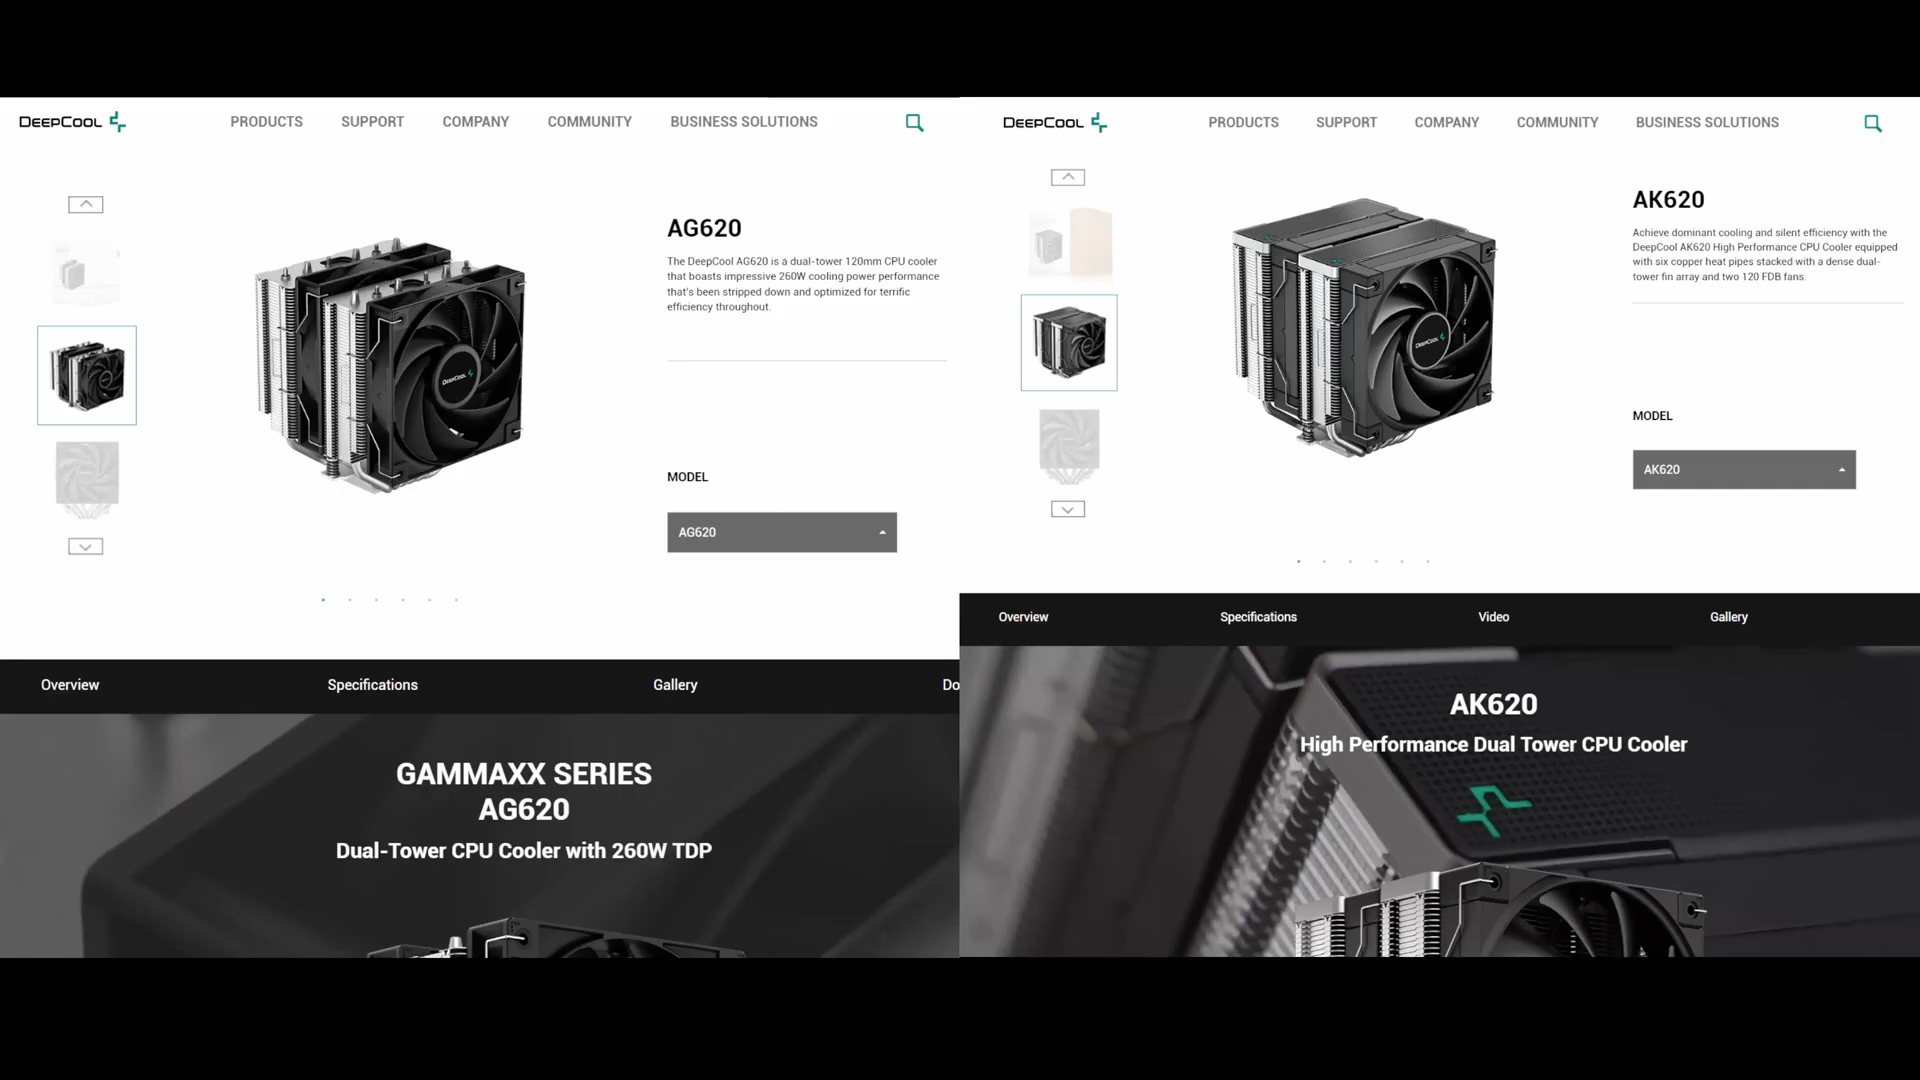 DEEPCOOL
PRODUCTS
SUPPORT
COMPANY
COMMUNITY
BUSINESS SOLUTIONS
AG620
The DeepCool AG620 is a dual-tower 120mm CPU cooler
that boasts impressive 260W cooling power performance
that's been stripped down and optimized for terrific
efficiency throughout.
DEEPCOOL
MODEL
AG620
Overview
Specifications
Gallery
Do
GAMMAXX SERIES
AG620
Dual-Tower CPU Cooler with 260W TDP
DEEPCOOL
PRODUCTS
SUPPORT
COMPANY
COMMUNITY
BUSINESS SOLUTIONS
AK620
Achieve dominant cooling and silent efficiency with the
DeepCool AK620 High Performance CPU Cooler equipped
with six copper heat pipes stacked with a dense dual-
tower fin array and two 120 FDB fans.
DEEPCOOL
MODEL
AK620
Overview
Specifications
Video
Gallery
AK620
High Performance Dual Tower CPU Cooler